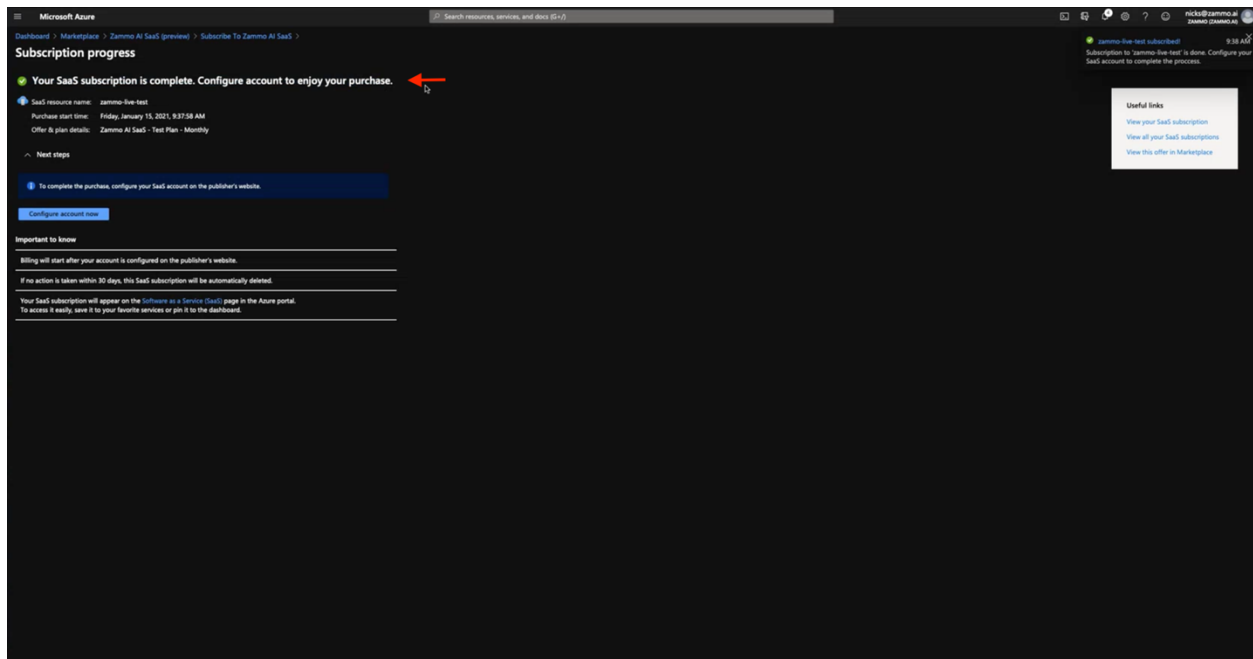 Microsoft Azure
Search resources, services, and docs (G+/)
nicks@zammo.ai
ZAMMO (ZAMMO.AI)
Dashboard > Marketplace > Zammo AI SaaS (preview) > Subscribe To Zammo AI SaaS >
Subscription progress
Your SaaS subscription is complete. Configure account to enjoy your purchase.
SaaS resource name: zammo-live-test
Purchase start time: Friday, January 15, 2021, 9:37:58 AM
Offer & plan details: Zammo AI SaaS - Test Plan - Monthly
Next steps
To complete the purchase, configure your SaaS account on the publisher's website.
Configure account now
Important to know
Billing will start after your account is configured on the publisher's website.
If no action is taken within 30 days, this SaaS subscription will be automatically deleted.
Your SaaS subscription will appear on the Software as a Service (SaaS) page in the Azure portal.
To access it easily, save it to your favorite services or pin it to the dashboard.
zammo-live-test subscribed! 9:38 AM
Subscription to 'zammo-live-test' is done. Configure your
SaaS account to complete the proccess.
Useful links
View your SaaS subscription
View all your SaaS subscriptions
View this offer in Marketplace